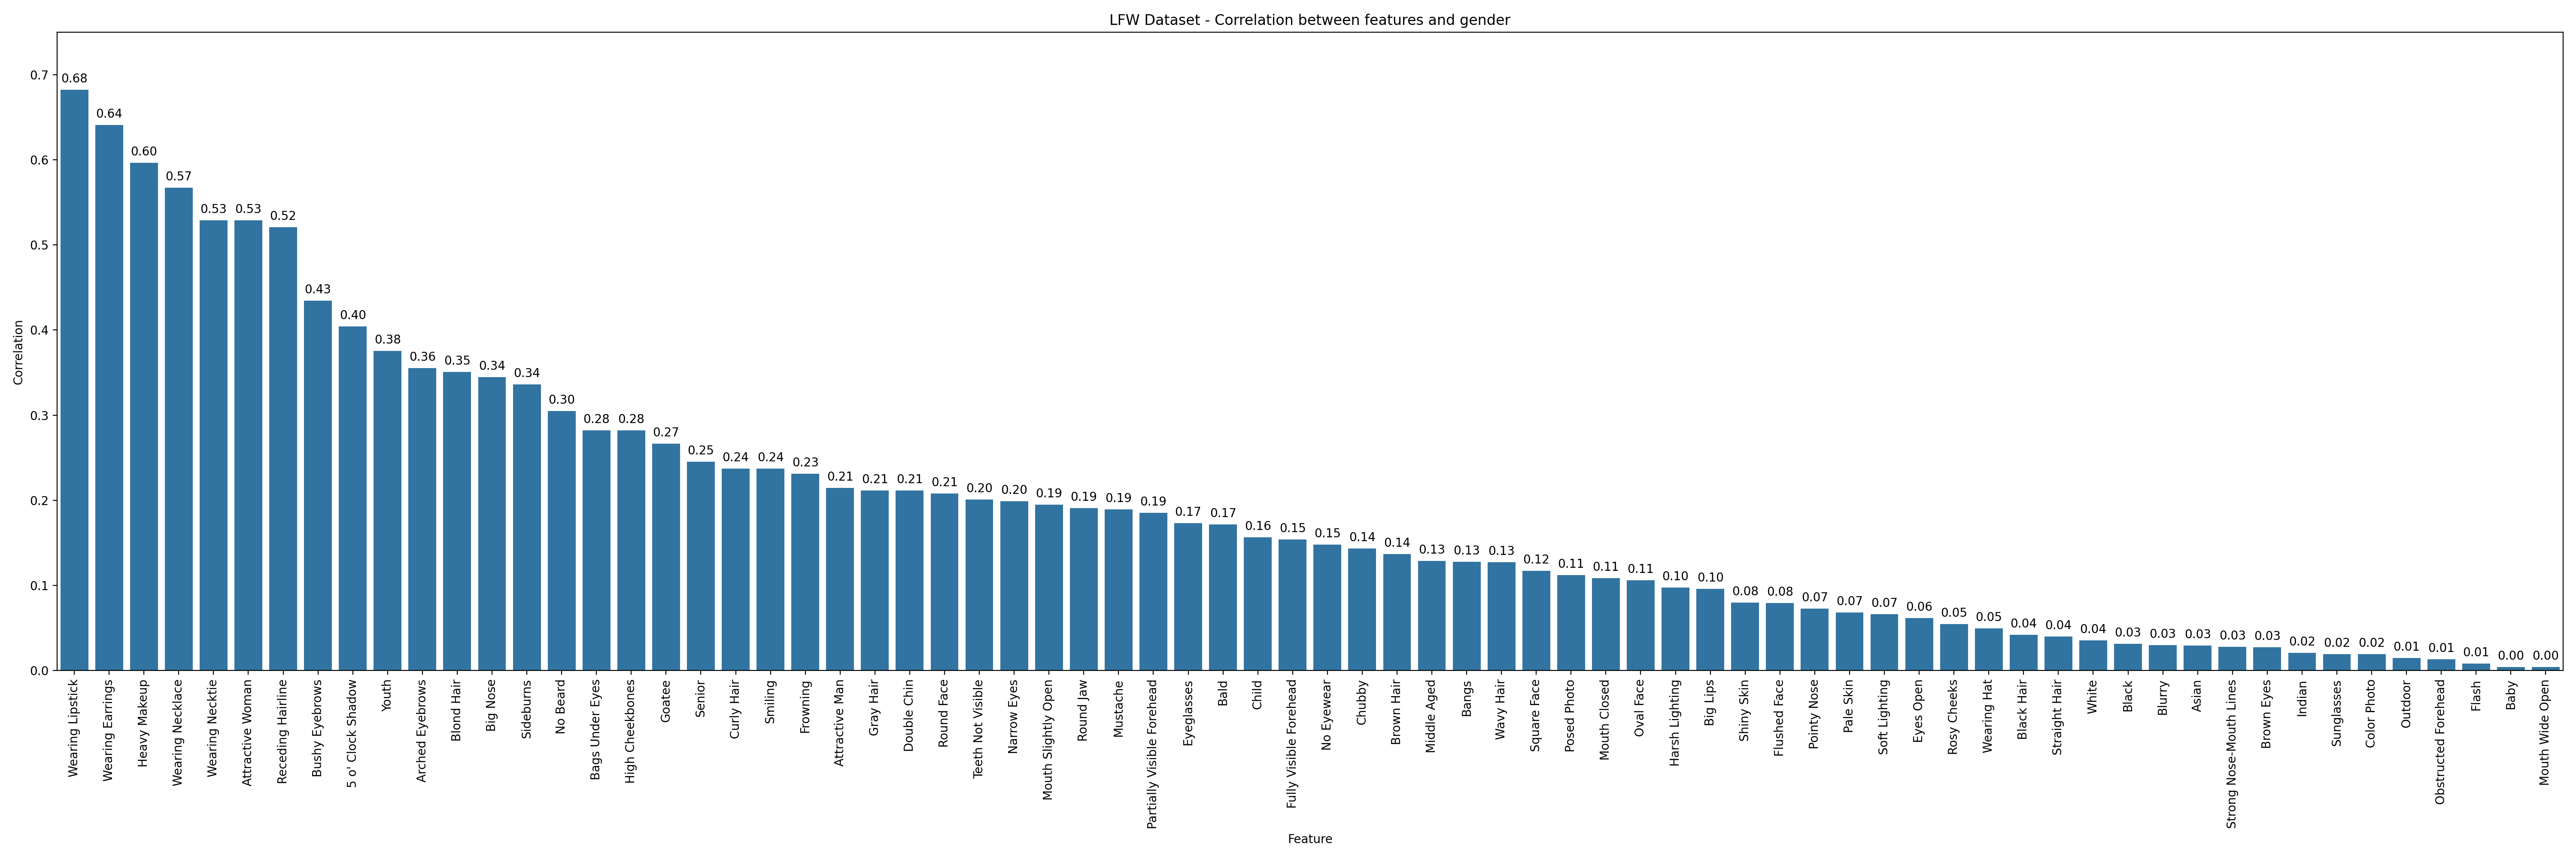 LFW Dataset - Correlation between features and gender
Correlation
0.7
0.6
0.5
0.4
0.3
0.2
0.1
0.0
0.68
0.64
0.60
0.57
0.53
0.53
0.52
0.43
0.40
0.38
0.36
0.35
0.34
0.34
0.30
0.28
0.28
0.27
0.25
0.24
0.24
0.23
0.21
0.21
0.21
0.21
0.20
0.20
0.19
0.19
0.19
0.19
0.17
0.17
0.16
0.15
0.15
0.14
0.14
0.13
0.13
0.13
0.12
0.11
0.11
0.11
0.10
0.10
0.08
0.08
0.07
0.07
0.07
0.06
0.05
0.05
0.04
0.04
0.04
0.03
0.03
0.03
0.03
0.03
0.02
0.02
0.02
0.01
0.01
0.01
0.00
0.00
Wearing Lipstick
Wearing Earrings
Heavy Makeup
Wearing Necklace
Wearing Necktie
Attractive Woman
Receding Hairline
Bushy Eyebrows
5 o' Clock Shadow
Youth
Arched Eyebrows
Blond Hair
Big Nose
Sideburns
No Beard
Bags Under Eyes
High Cheekbones
Goatee
Senior
Curly Hair
Smiling
Frowning
Attractive Man
Gray Hair
Double Chin
Round Face
Teeth Not Visible
Narrow Eyes
Mouth Slightly Open
Round Jaw
Mustache
Partially Visible Forehead
Eyeglasses
Bald
Child
Fully Visible Forehead
No Eyewear
Chubby
Brown Hair
Middle Aged
Bangs
Wavy Hair
Square Face
Posed Photo
Mouth Closed
Oval Face
Harsh Lighting
Big Lips
Shiny Skin
Flushed Face
Pointy Nose
Pale Skin
Soft Lighting
Eyes Open
Rosy Cheeks
Wearing Hat
Black Hair
Straight Hair
White
Black
Blurry
Asian
Strong Nose-Mouth Lines
Brown Eyes
Indian
Sunglasses
Color Photo
Outdoor
Obstructed Forehead
Flash
Baby
Mouth Wide Open
Feature